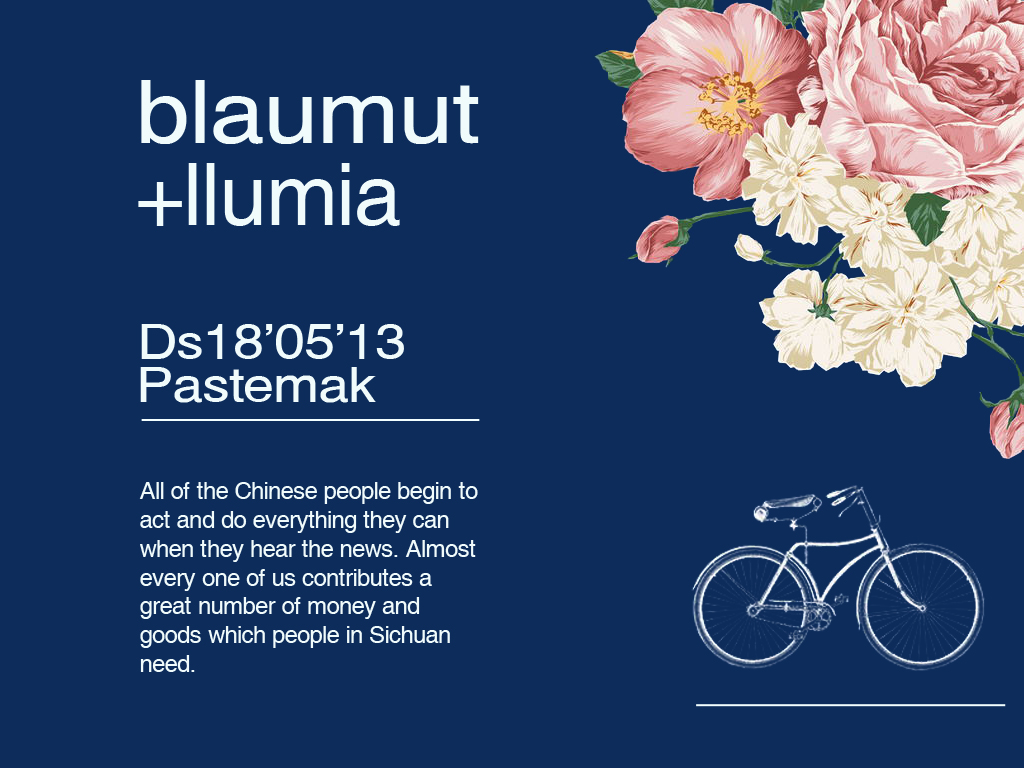 blaumut
+llumia
Ds18’05’13
Pastemak
All of the Chinese people begin to
act and do everything they can
when they hear the news. Almost
every one of us contributes a
great number of money and
goods which people in Sichuan
need.